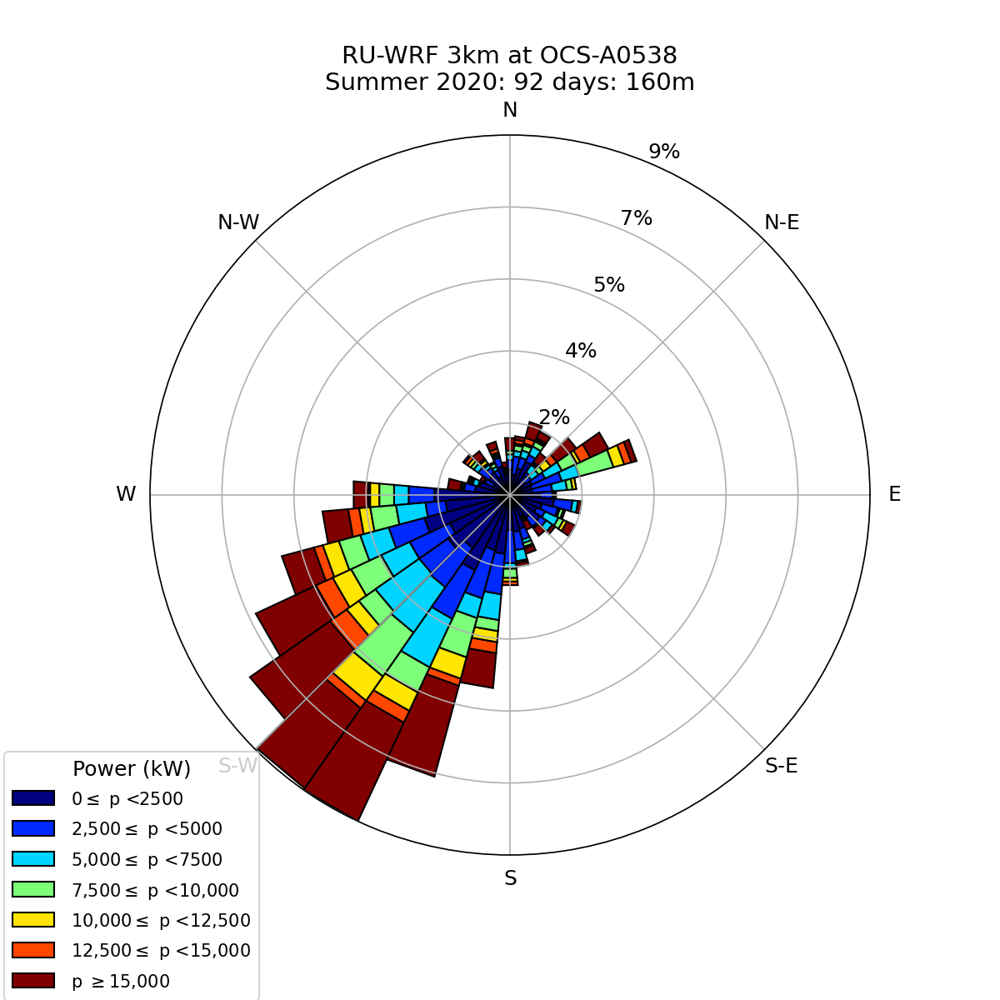 RU-WRF 3km at OCS-A0538
Summer 2020: 92 days: 160m
N
9%
N-W
7%
N-E
5%
4%
2%
W
E
S-W
S-E
S
Power (kW)
0≤ p <2500
2,500≤ p <5000
5,000≤ p <7500
7,500≤ p <10,000
10,000≤ p <12,500
12,500≤ p <15,000
p ≥15,000